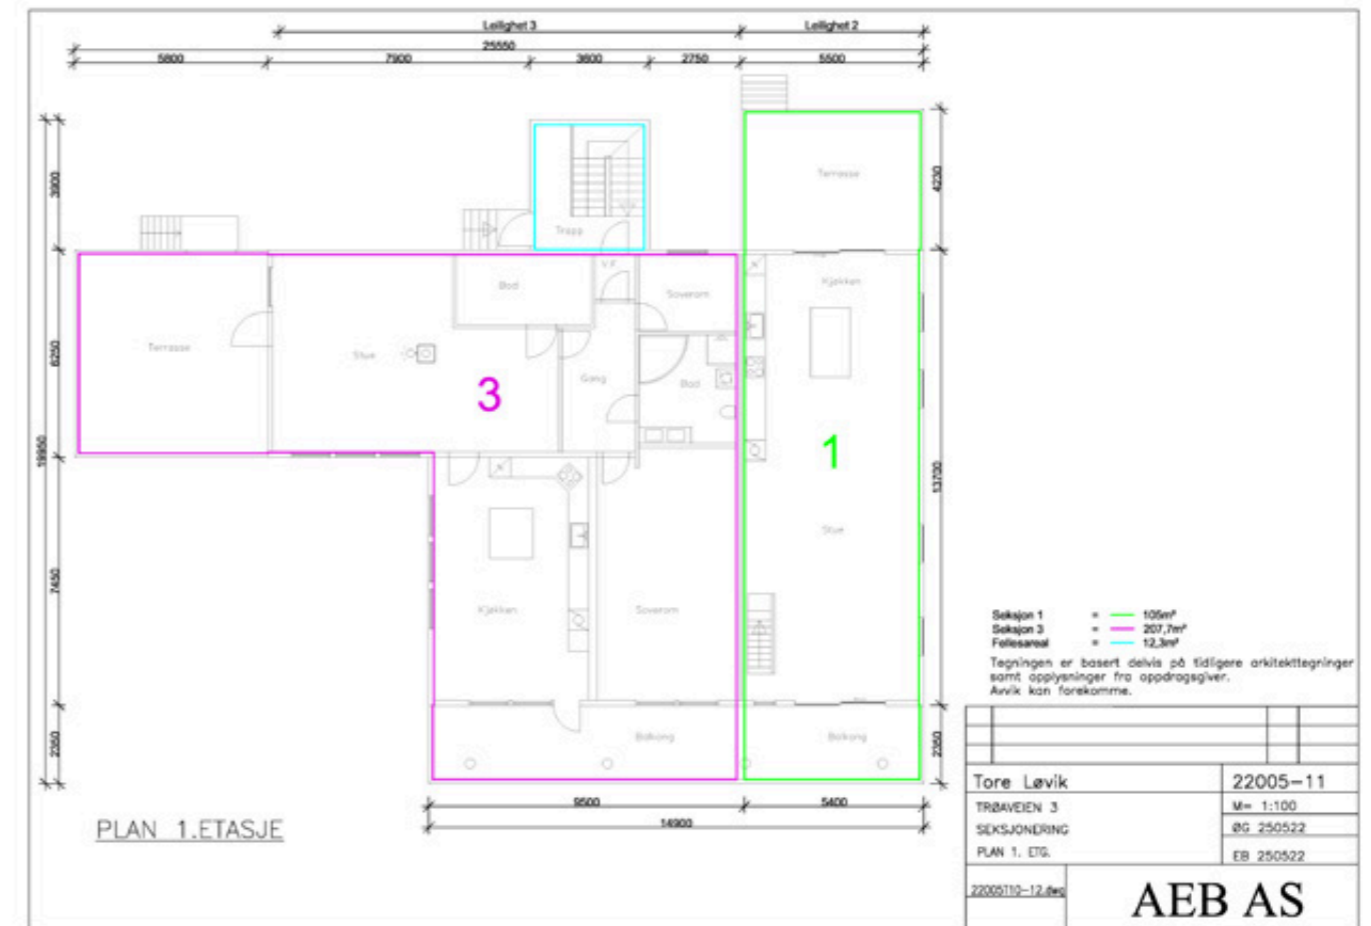 Leilighet 3
Leilighet 2
25550
5800
7900
3600
2750
5500
3900
4230
Terrasse
Trapp
V.F
Bod
Soverom
Kjøkken
6250
Terrasse
Stue
Gang
Bad
3
1
19950
13700
Stue
7450
Kjøkken
Soverom
Seksjon 1 = 105m²
Seksjon 3 = 207,7m²
Fellesareal = 12,3m²
Tegningen er basert delvis på tidligere arkitekttegninger
samt opplysninger fra oppdragsgiver.
Avvik kan forekomme.
2350
Balkong
Balkong
2350
9500
5400
14900
PLAN 1.ETASJE
Tore Løvik
22005-11
TRØAVEIEN 3
M= 1:100
SEKSJONERING
ØG 250522
PLAN 1. ETG.
EB 250522
22005T10-12.dwg
AEB AS